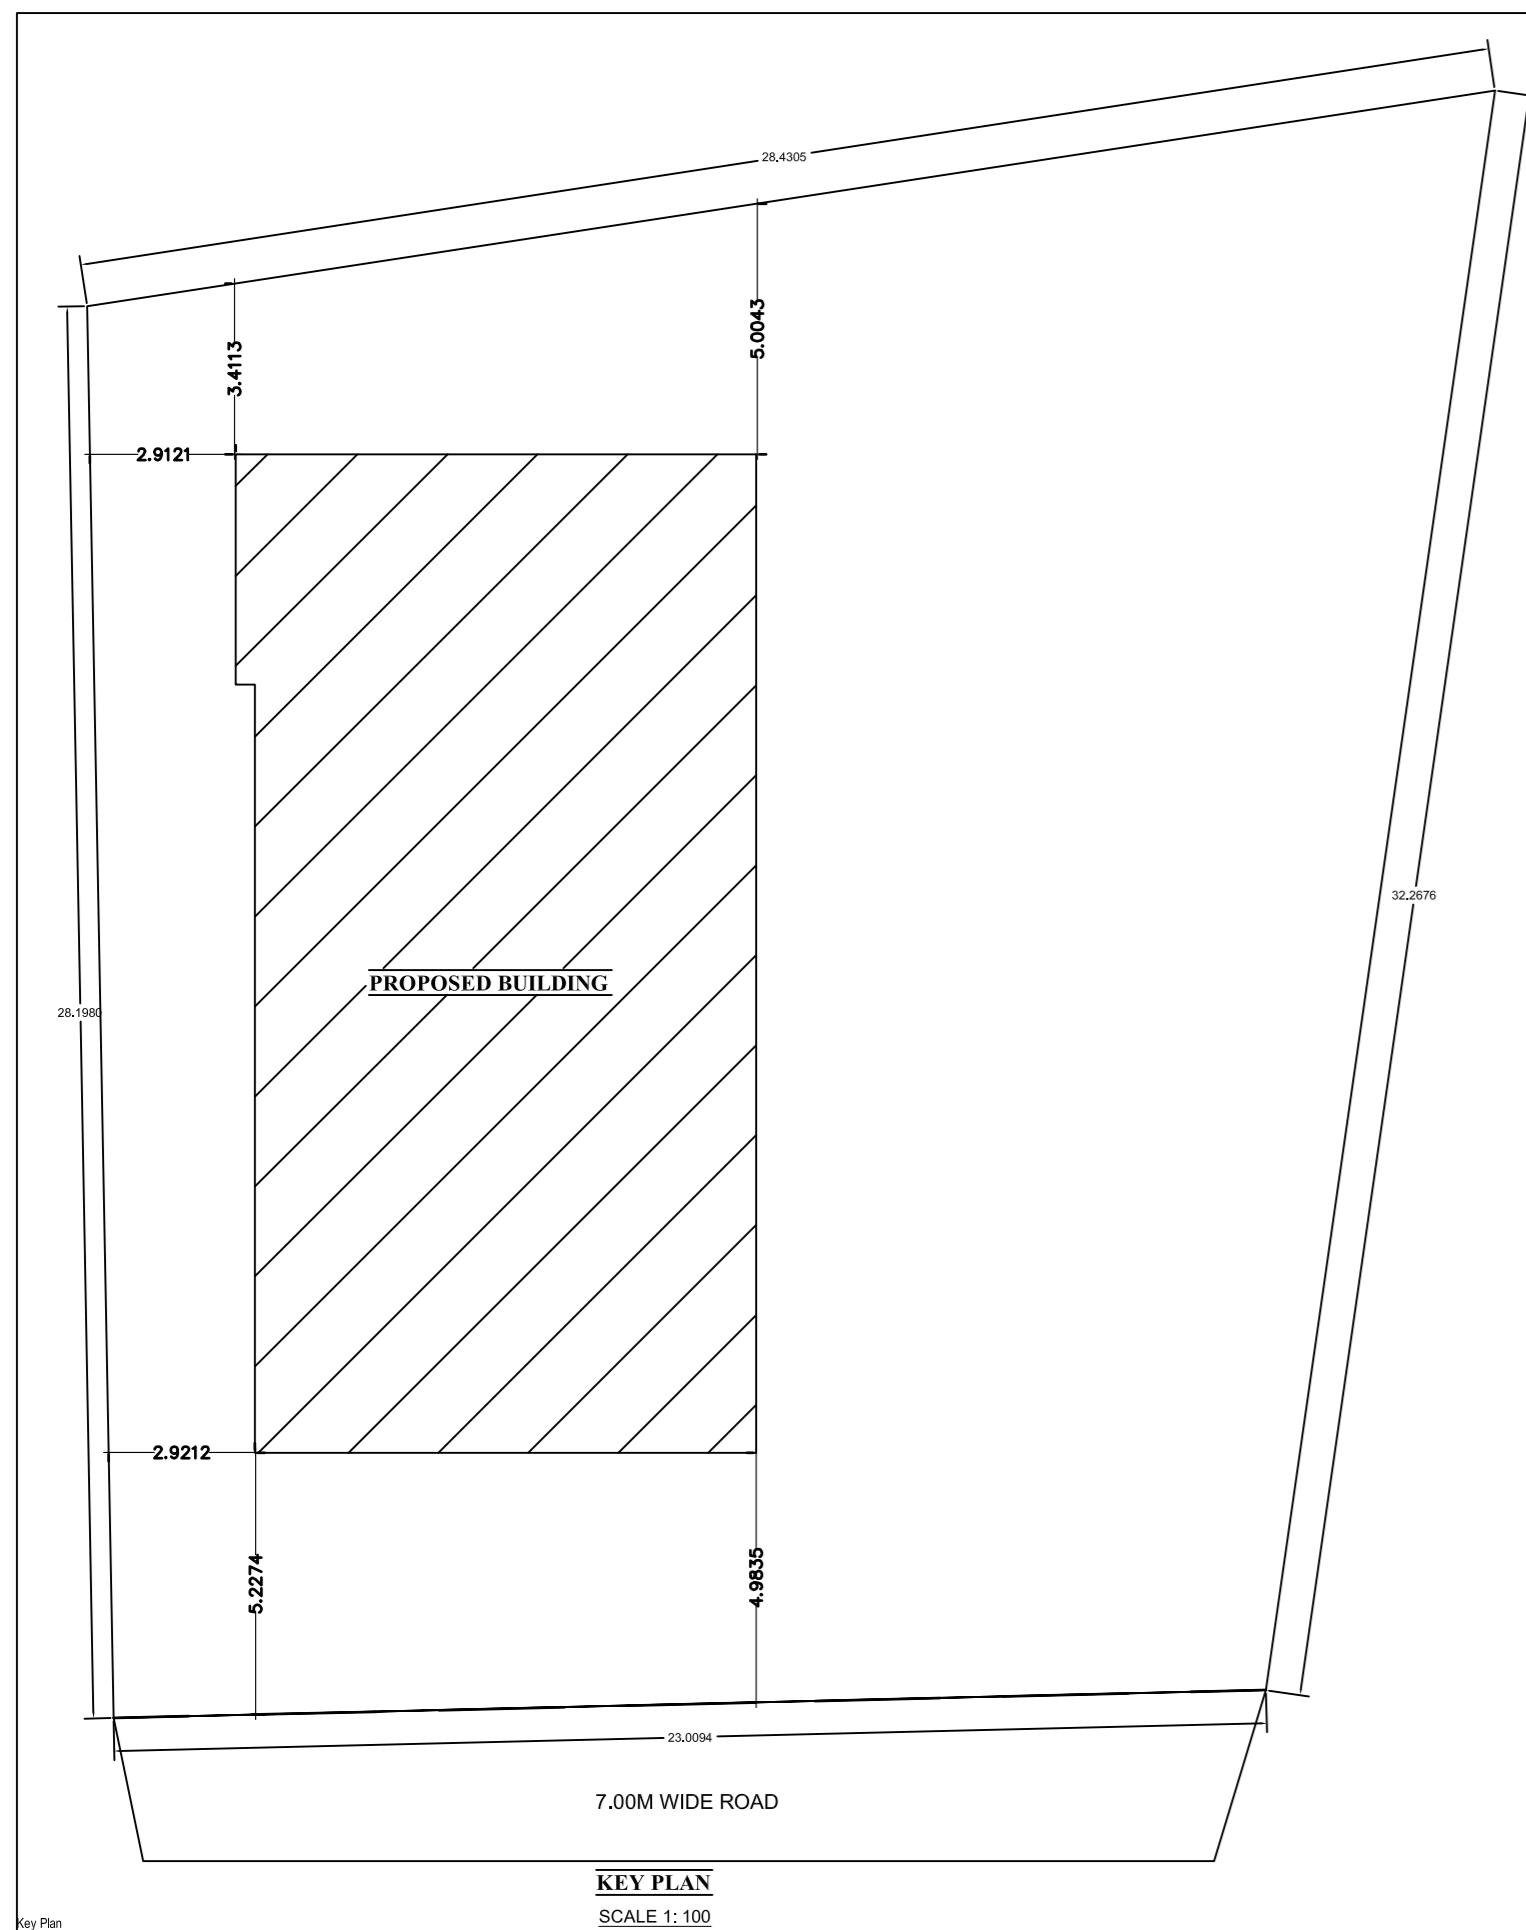 28.4305
5.0043
3.4113
2.9121
32.2676
PROPOSED BUILDING
28.1980
2.9212
5.2274
4.9835
23.0094
7.00M WIDE ROAD
KEY PLAN
SCALE 1: 100
Key Plan